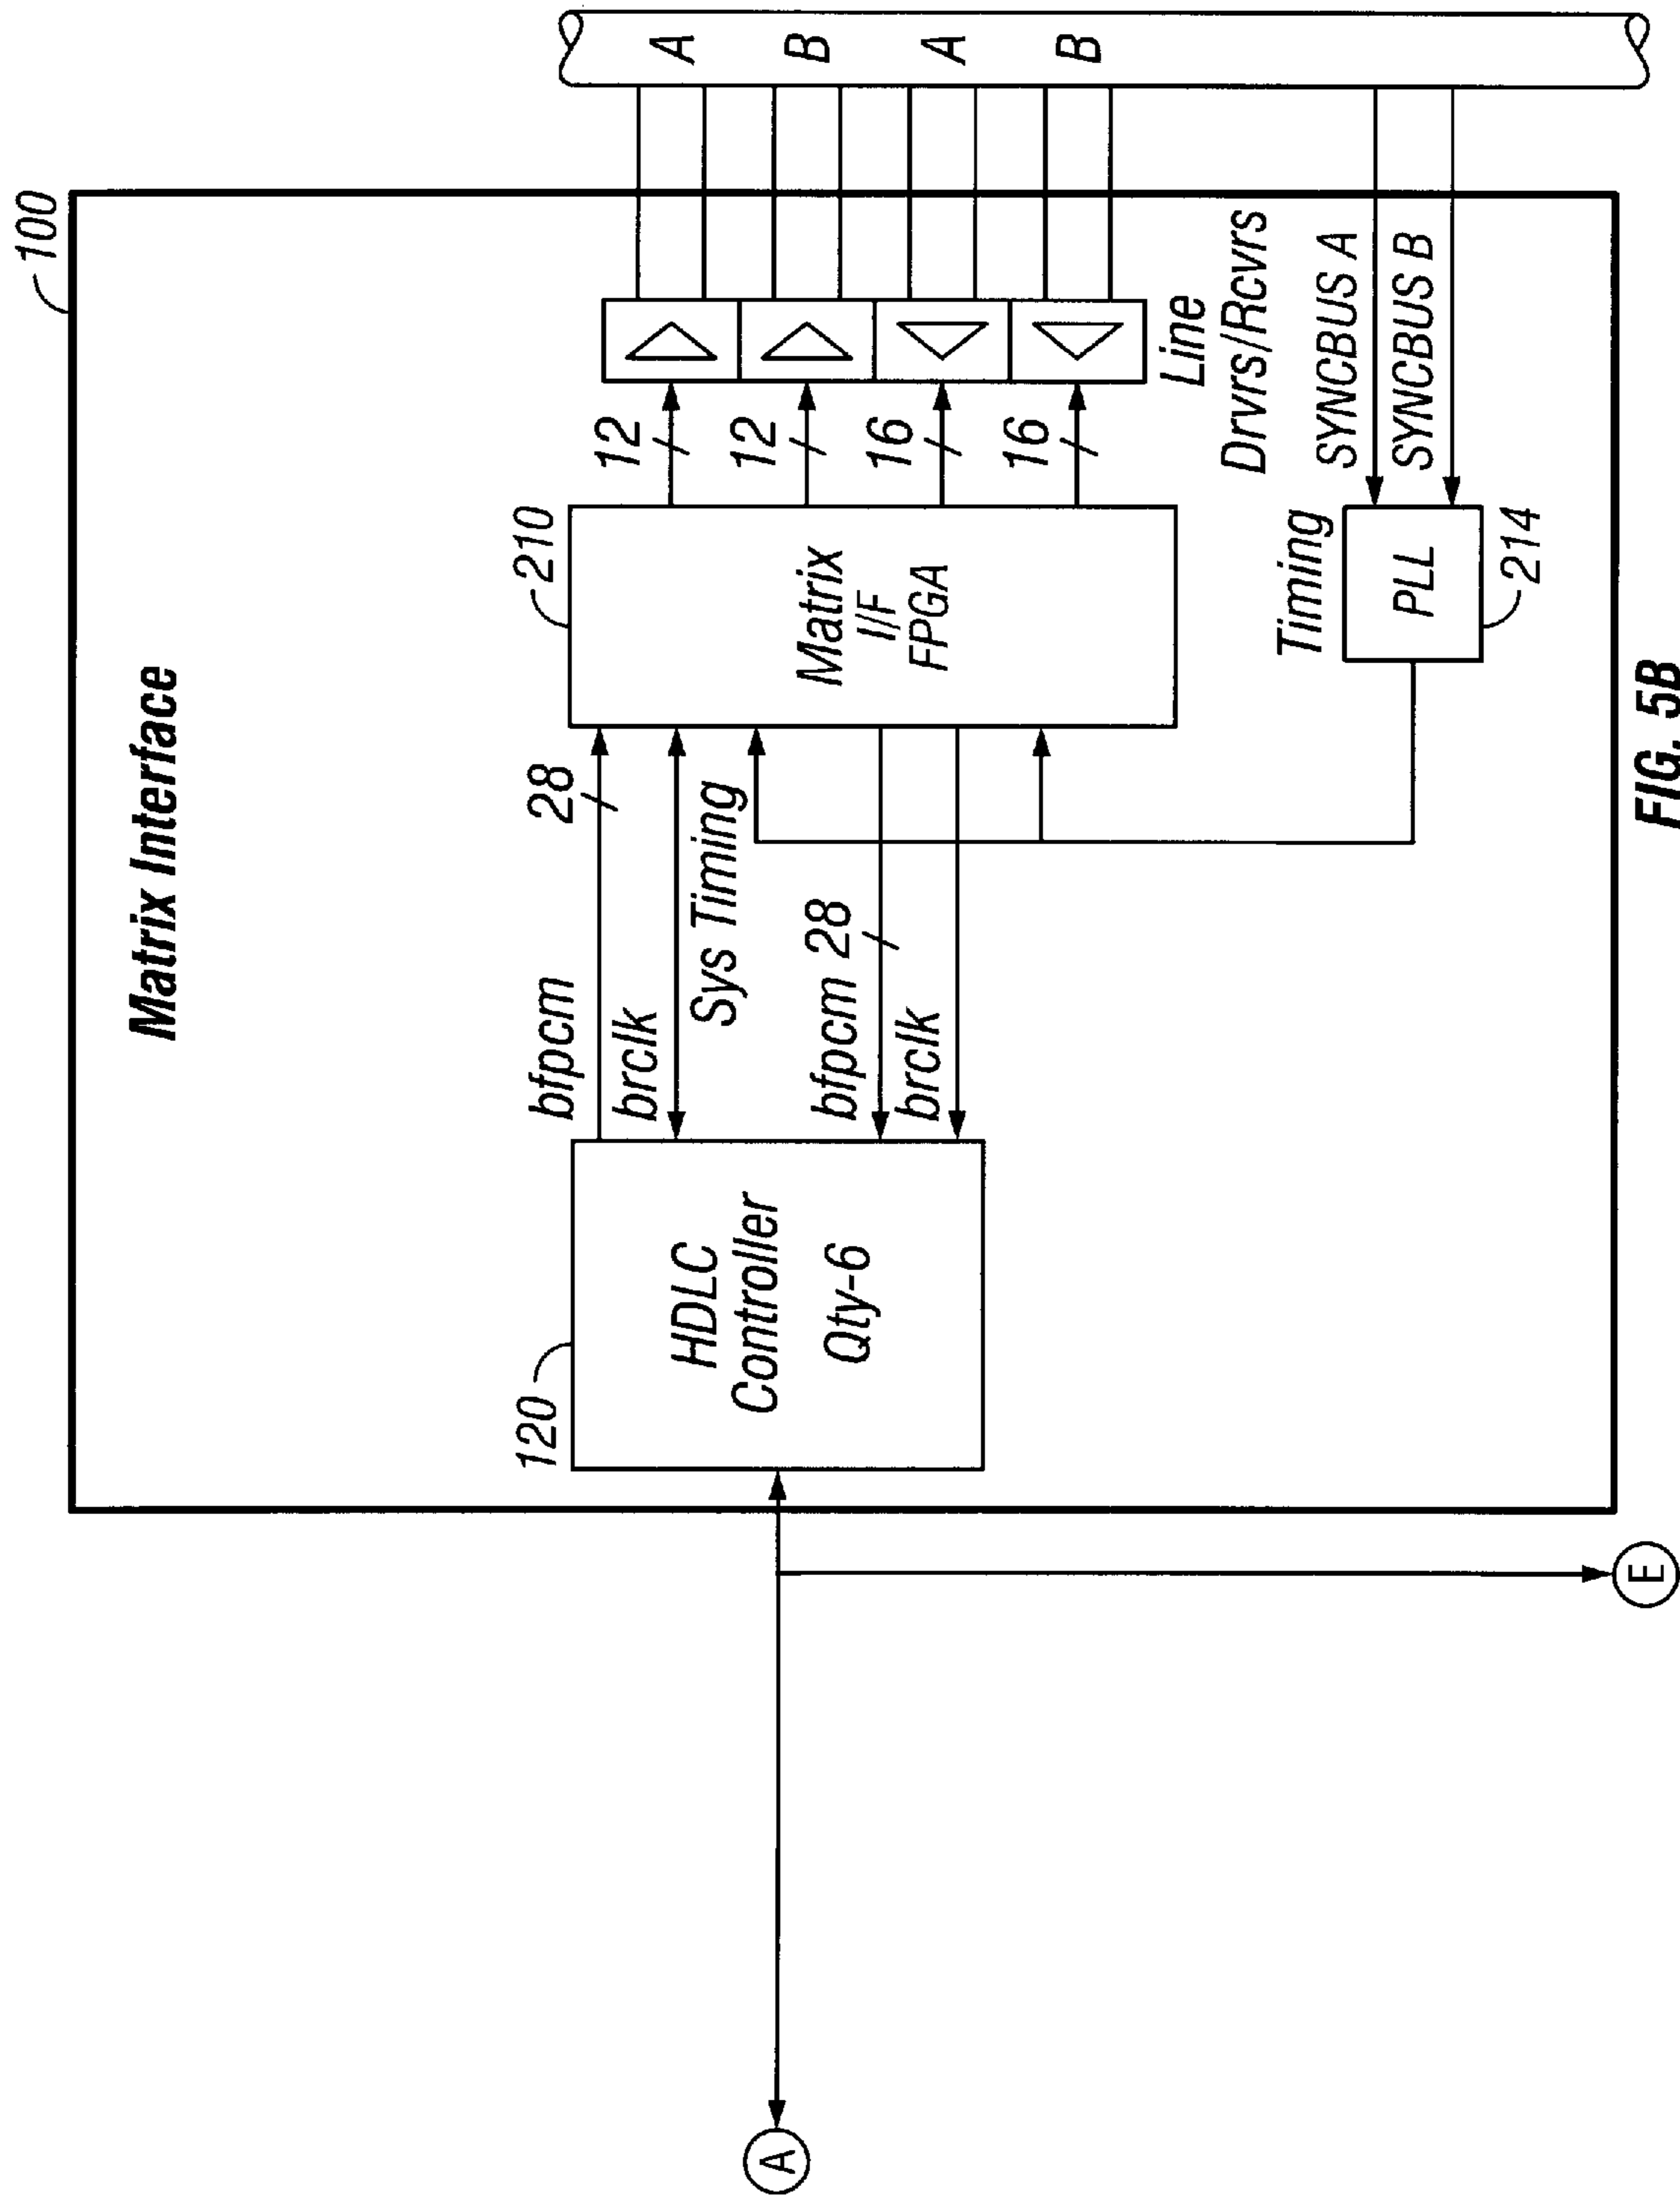 100
Matrix Interface
120
HDLC
Controller
Qty-6
bfpcm
28
brclk
Sys Timing
bfpcm 28
brclk
210
Matrix
I/F
FPGA
12
12
16
16
Line
Drvrs/Rcvrs
A
B
A
B
Timing
PLL
214
SYNCBUS A
SYNCBUS B
A
E
FIG. 5B